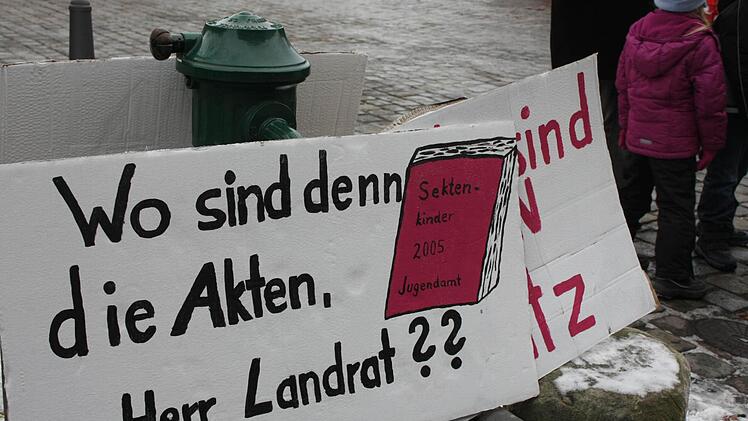 Wo sind denn
die Akten,
Herr Landrat??
Sekten-
kinder
2005
Jugendamt
sind